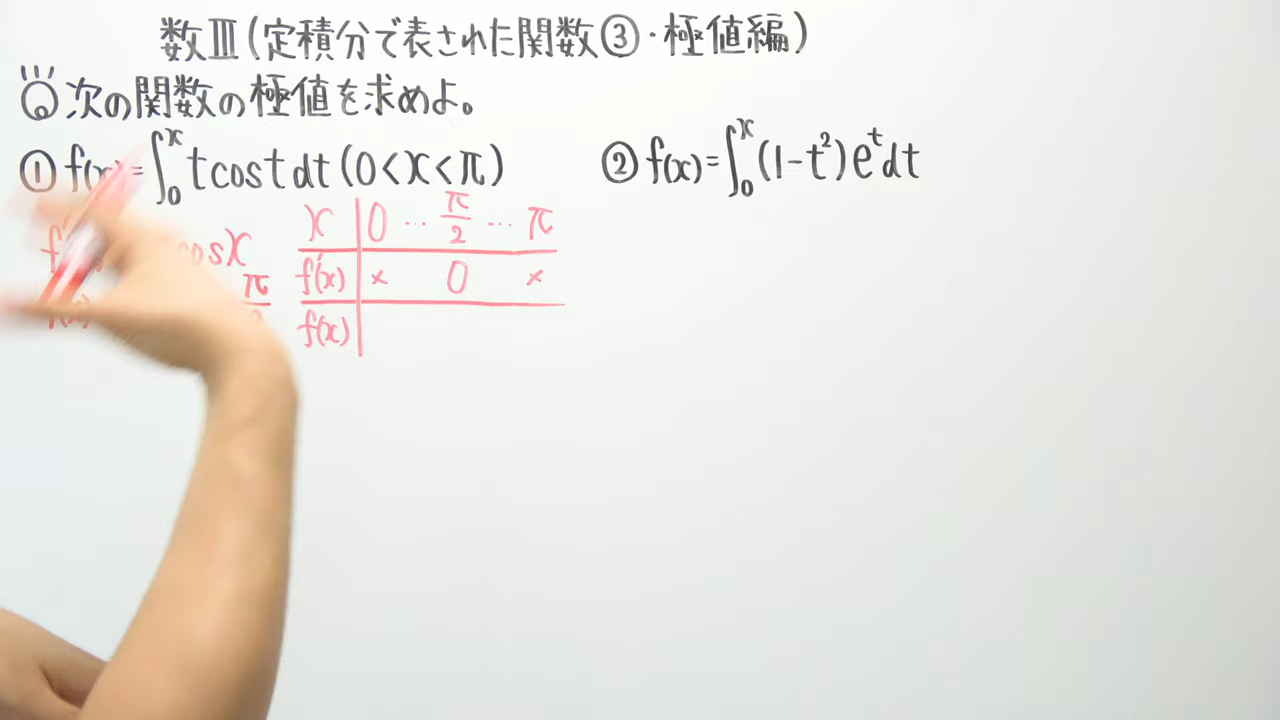 数Ⅲ(定積分で表された関数③・極値編)
次の関数の極値を求めよ。
① f(x)=∫₀ˣ t cos t dt (0<x<π)
② f(x)=∫₀ˣ (1-t²)eᵗdt
cosx
π
x 0 … π/2 … π
f'(x) × 0 ×
f(x)